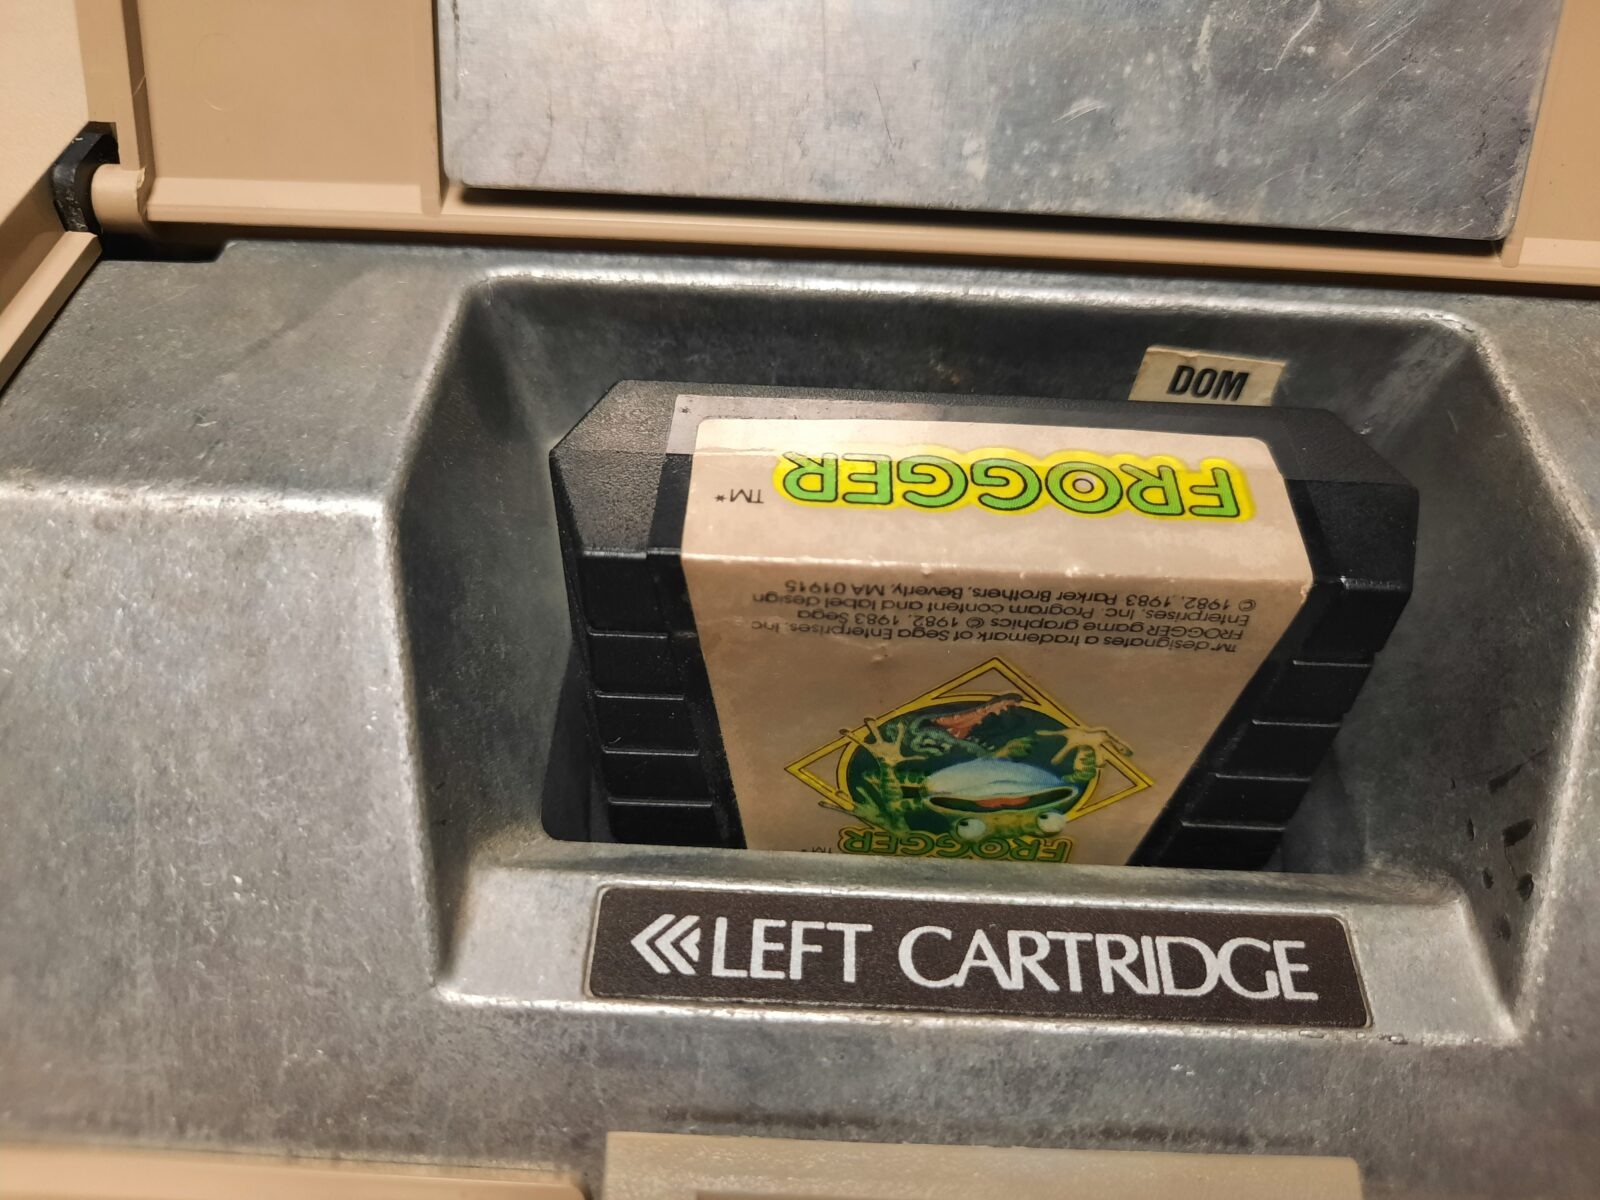 DOM
FROGGER
TM*
*
TM* designates a trademark of Sega Enterprises, Inc.
FROGGER game graphics © 1982, 1983 Sega
Enterprises, Inc. Program content and label design
© 1982, 1983 Parker Brothers, Beverly, MA 01915
FROGGER
TM*
LEFT CARTRIDGE